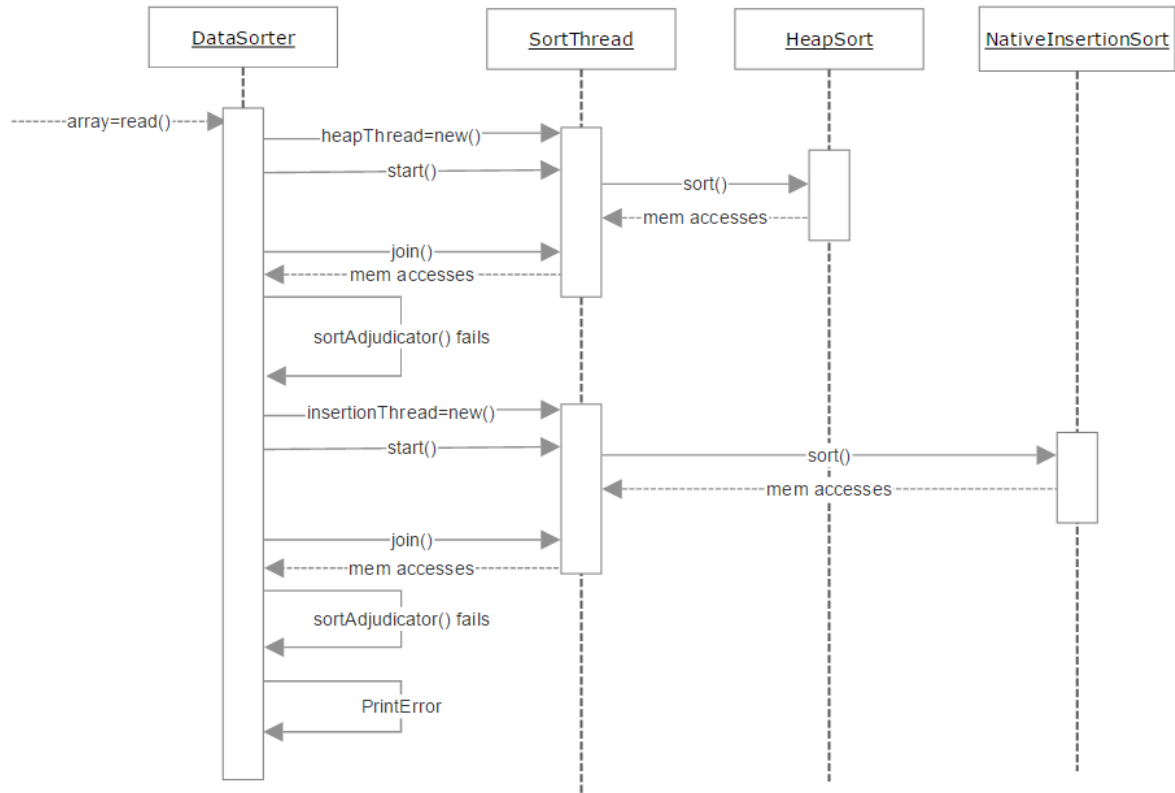 DataSorter
SortThread
HeapSort
NativeInsertionSort
array=read()
heapThread=new()
start()
sort()
mem accesses
join()
mem accesses
sortAdjudicator() fails
insertionThread=new()
start()
sort()
mem accesses
join()
mem accesses
sortAdjudicator() fails
PrintError